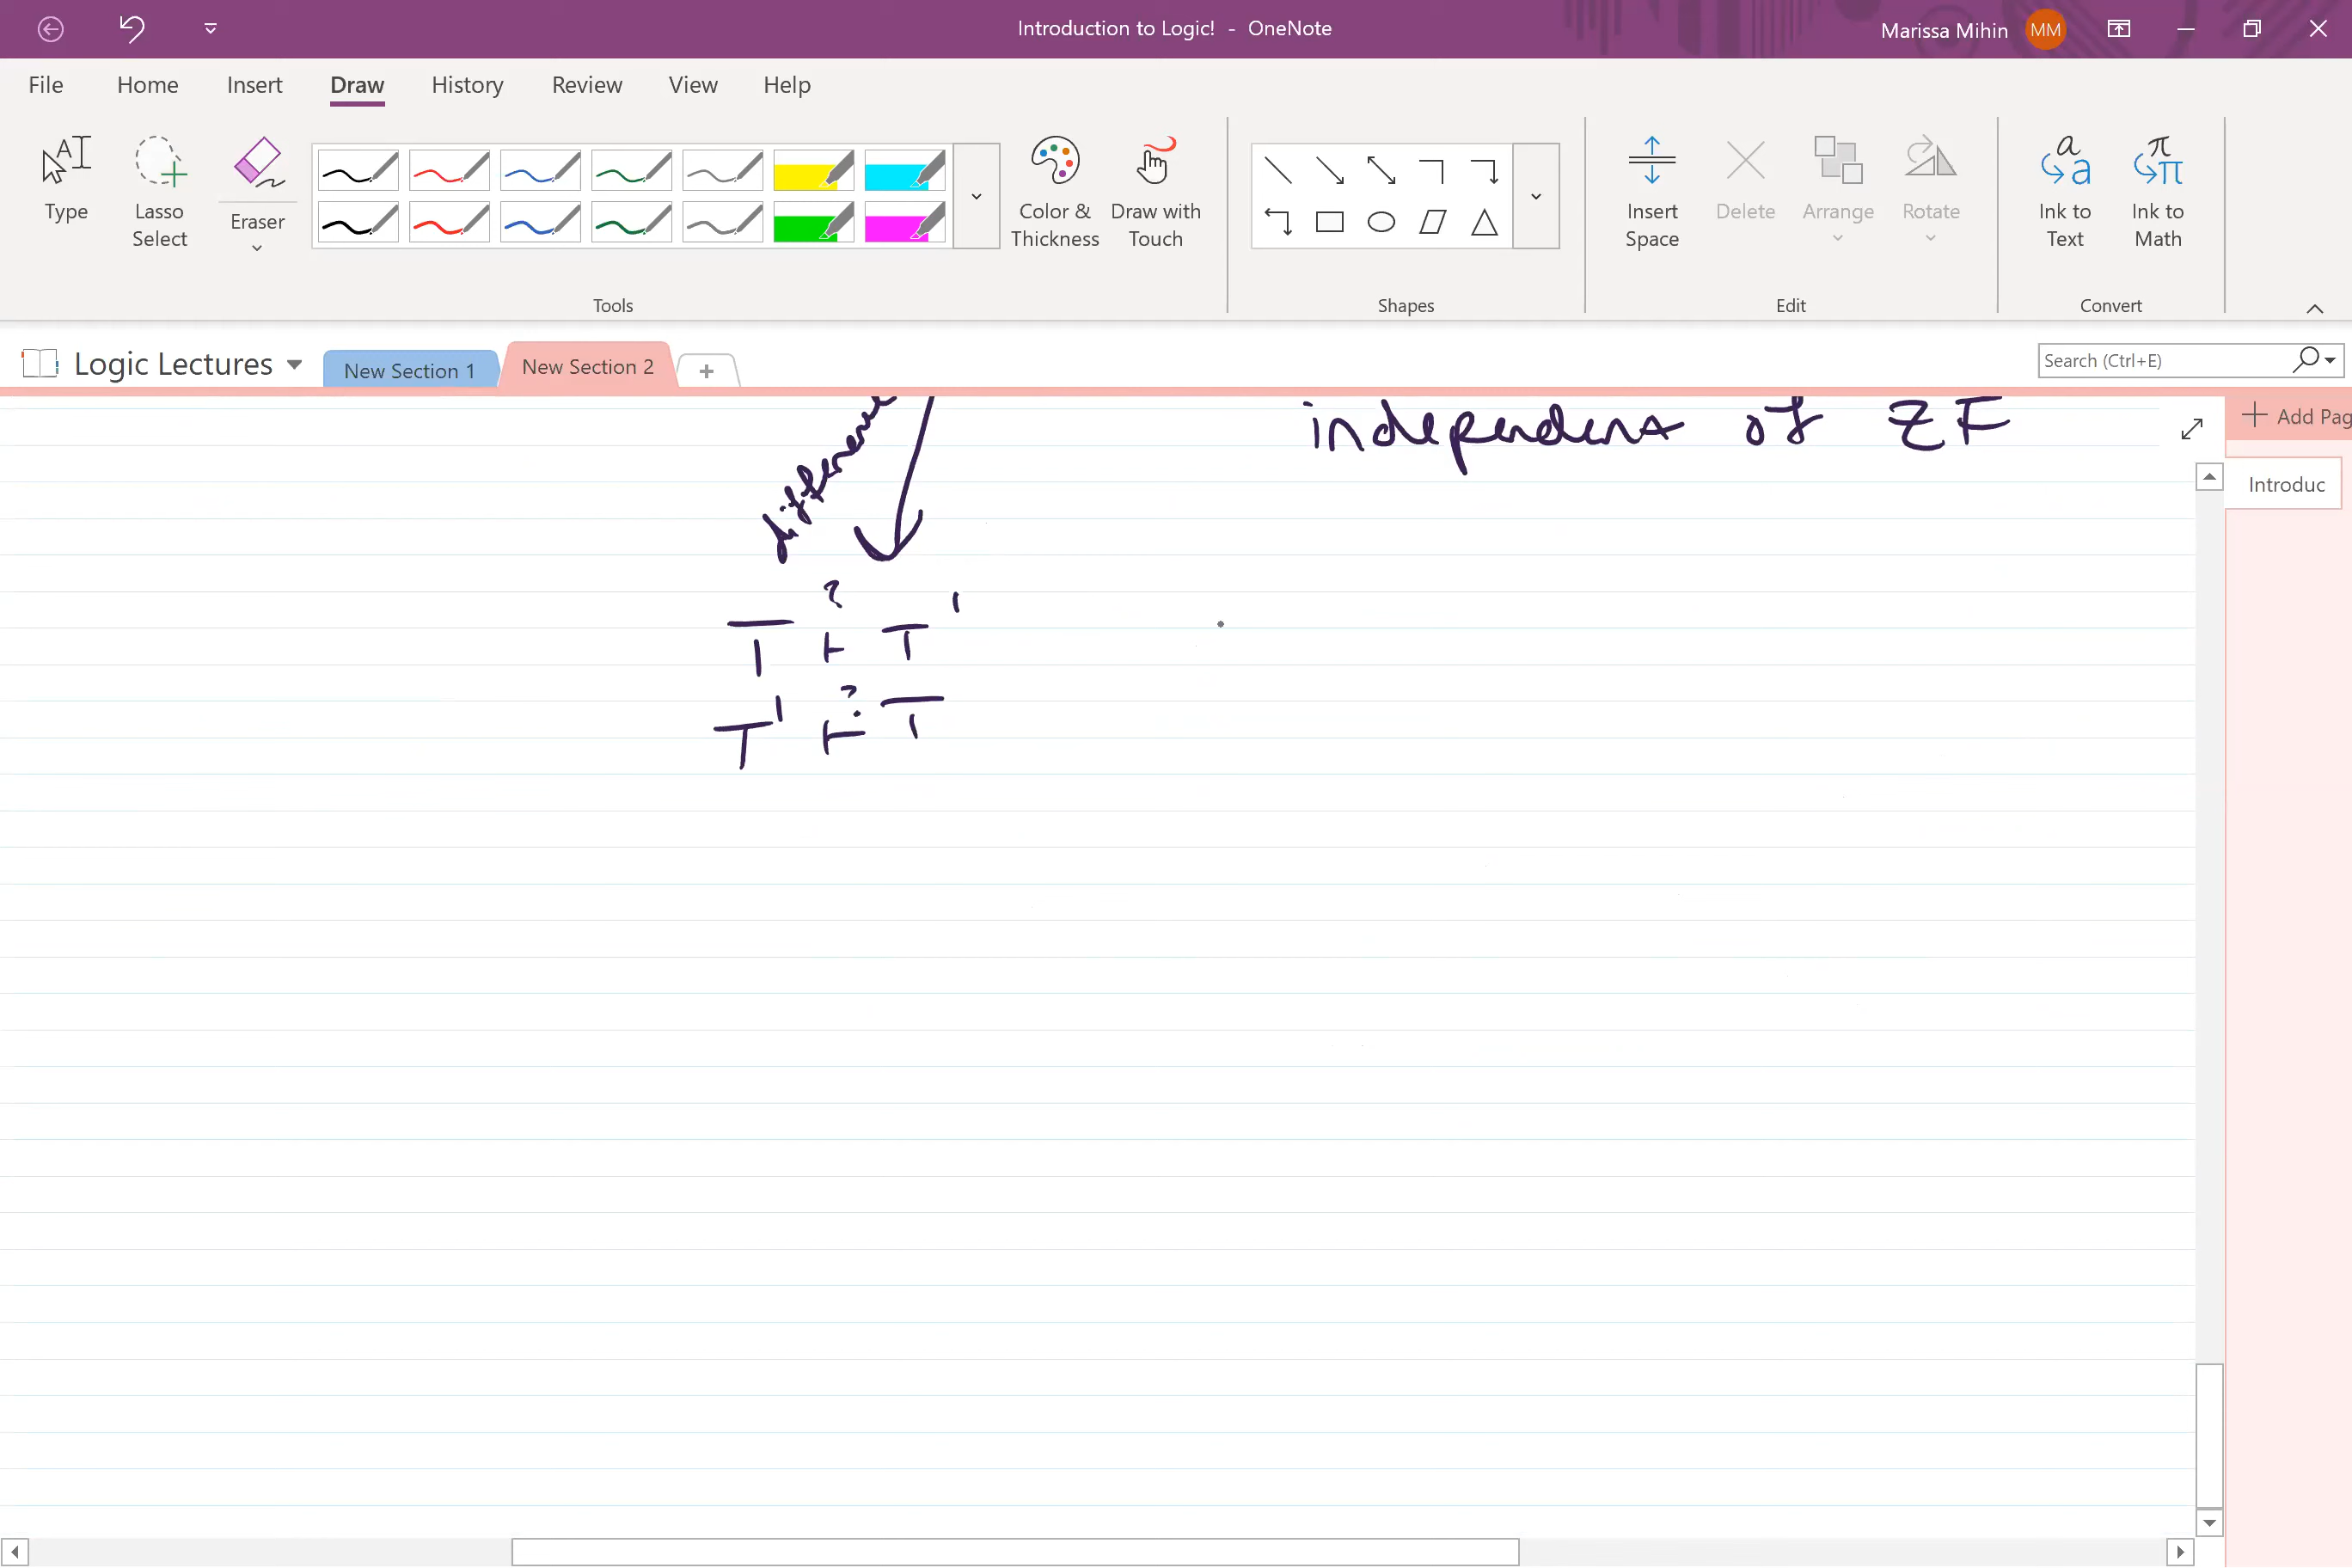 Introduction to Logic! - OneNote
Marissa Mihin MM
File Home Insert Draw History Review View Help
Type
Lasso Select
Eraser
Color & Thickness
Draw with Touch
Insert Space
Delete
Arrange
Rotate
Ink to Text
Ink to Math
Tools
Shapes
Edit
Convert
Logic Lectures
New Section 1
New Section 2
+
Search (Ctrl+E)
Add Pag
Introduc
independent of ZF
?
T ⊢ T'
?
T' ⊢ T